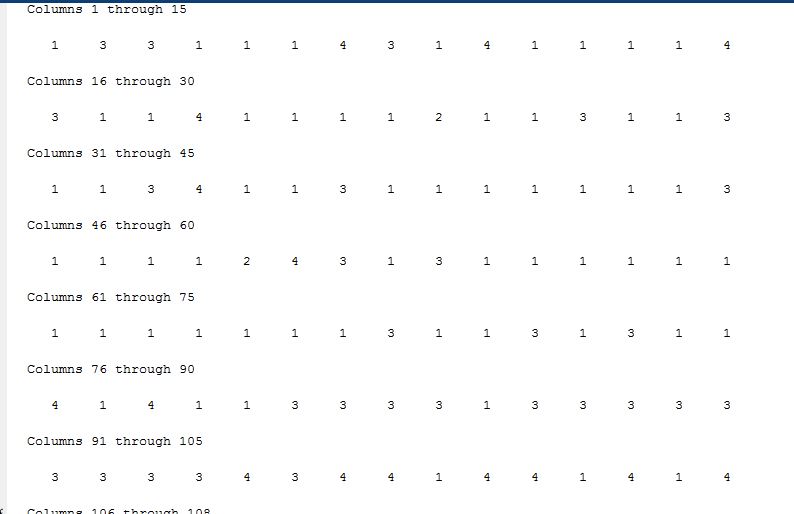 Columns 1 through 15
1 3 3 1 1 1 4 3 1 4 1 1 1 1 4
Columns 16 through 30
3 1 1 4 1 1 1 1 2 1 1 3 1 1 3
Columns 31 through 45
1 1 3 4 1 1 3 1 1 1 1 1 1 1 3
Columns 46 through 60
1 1 1 1 2 4 3 1 3 1 1 1 1 1 1
Columns 61 through 75
1 1 1 1 1 1 1 3 1 1 3 1 3 1 1
Columns 76 through 90
4 1 4 1 1 3 3 3 3 1 3 3 3 3 3
Columns 91 through 105
3 3 3 3 4 3 4 4 1 4 4 1 4 1 4
Columns 106 through 108